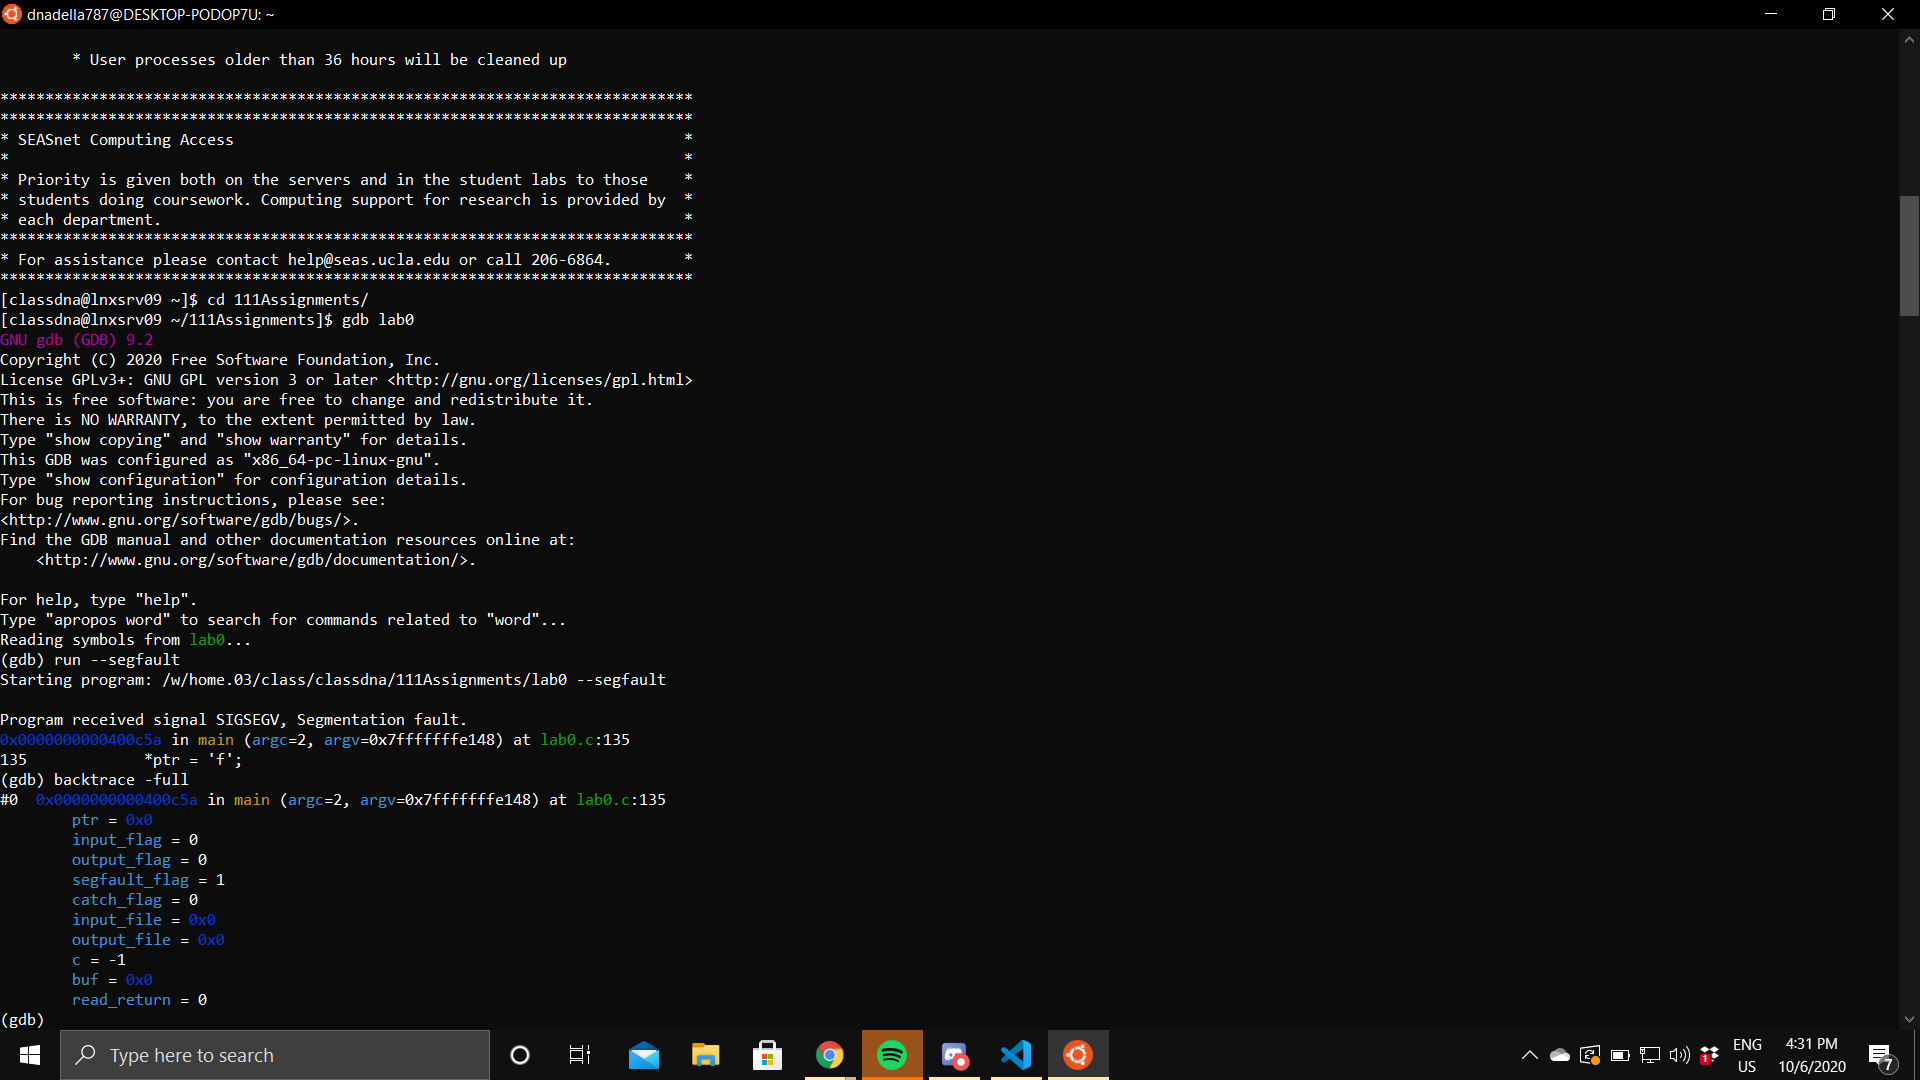 dnadella787@DESKTOP-PODOP7U: ~
* User processes older than 36 hours will be cleaned up
*****************************************************************************
*****************************************************************************
* SEASnet Computing Access *
* *
* Priority is given both on the servers and in the student labs to those *
* students doing coursework. Computing support for research is provided by *
* each department. *
*****************************************************************************
* For assistance please contact help@seas.ucla.edu or call 206-6864. *
*****************************************************************************
[classdna@lnxsrv09 ~]$ cd 111Assignments/
[classdna@lnxsrv09 ~/111Assignments]$ gdb lab0
GNU gdb (GDB) 9.2
Copyright (C) 2020 Free Software Foundation, Inc.
License GPLv3+: GNU GPL version 3 or later <http://gnu.org/licenses/gpl.html>
This is free software: you are free to change and redistribute it.
There is NO WARRANTY, to the extent permitted by law.
Type "show copying" and "show warranty" for details.
This GDB was configured as "x86_64-pc-linux-gnu".
Type "show configuration" for configuration details.
For bug reporting instructions, please see:
<http://www.gnu.org/software/gdb/bugs/>.
Find the GDB manual and other documentation resources online at:
    <http://www.gnu.org/software/gdb/documentation/>.
For help, type "help".
Type "apropos word" to search for commands related to "word"...
Reading symbols from lab0...
(gdb) run --segfault
Starting program: /w/home.03/class/classdna/111Assignments/lab0 --segfault
Program received signal SIGSEGV, Segmentation fault.
0x0000000000400c5a in main (argc=2, argv=0x7fffffffe148) at lab0.c:135
135             *ptr = 'f';
(gdb) backtrace -full
#0  0x0000000000400c5a in main (argc=2, argv=0x7fffffffe148) at lab0.c:135
        ptr = 0x0
        input_flag = 0
        output_flag = 0
        segfault_flag = 1
        catch_flag = 0
        input_file = 0x0
        output_file = 0x0
        c = -1
        buf = 0x0
        read_return = 0
(gdb)
Type here to search
1
ENG
US
4:31 PM
10/6/2020
7